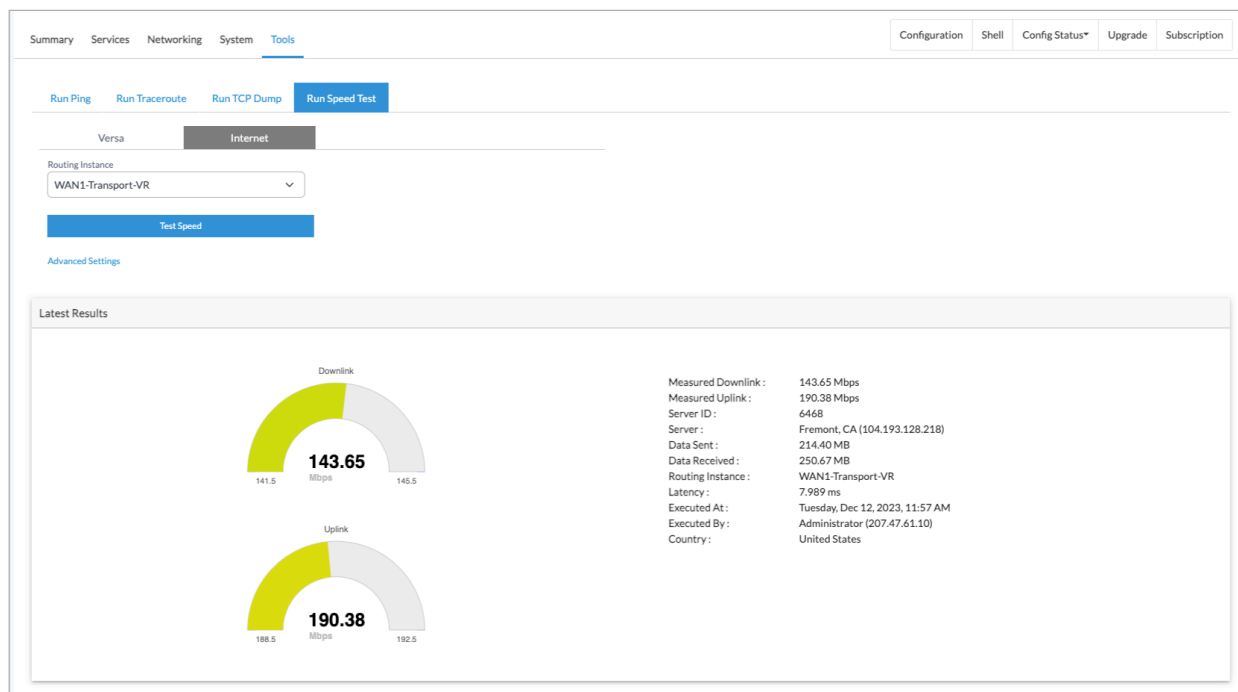 Summary Services Networking System Tools
Configuration Shell Config Status Upgrade Subscription
Run Ping Run Traceroute Run TCP Dump Run Speed Test
Versa Internet
Routing Instance
WAN1-Transport-VR
Test Speed
Advanced Settings
Latest Results
Downlink
143.65
Mbps
141.5 145.5
Uplink
190.38
Mbps
188.5 192.5
Measured Downlink : 143.65 Mbps
Measured Uplink : 190.38 Mbps
Server ID : 6468
Server : Fremont, CA (104.193.128.218)
Data Sent : 214.40 MB
Data Received : 250.67 MB
Routing Instance : WAN1-Transport-VR
Latency : 7.989 ms
Executed At : Tuesday, Dec 12, 2023, 11:57 AM
Executed By : Administrator (207.47.61.10)
Country : United States